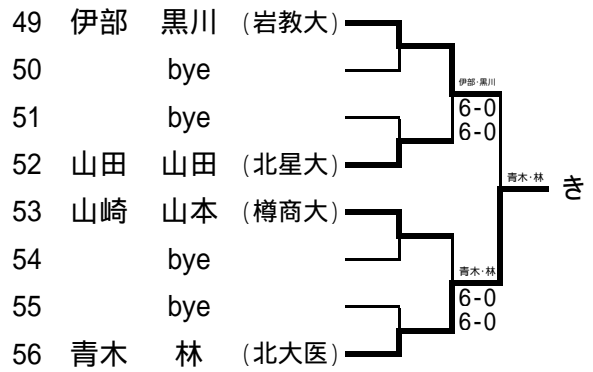 49 伊部 黒川 (岩教大)
50 bye
51 bye
52 山田 山田 (北星大)
53 山崎 山本 (樽商大)
54 bye
55 bye
56 青木 林 (北大医)
伊部・黒川
6-0
6-0
青木・林
6-0
6-0
青木・林
き